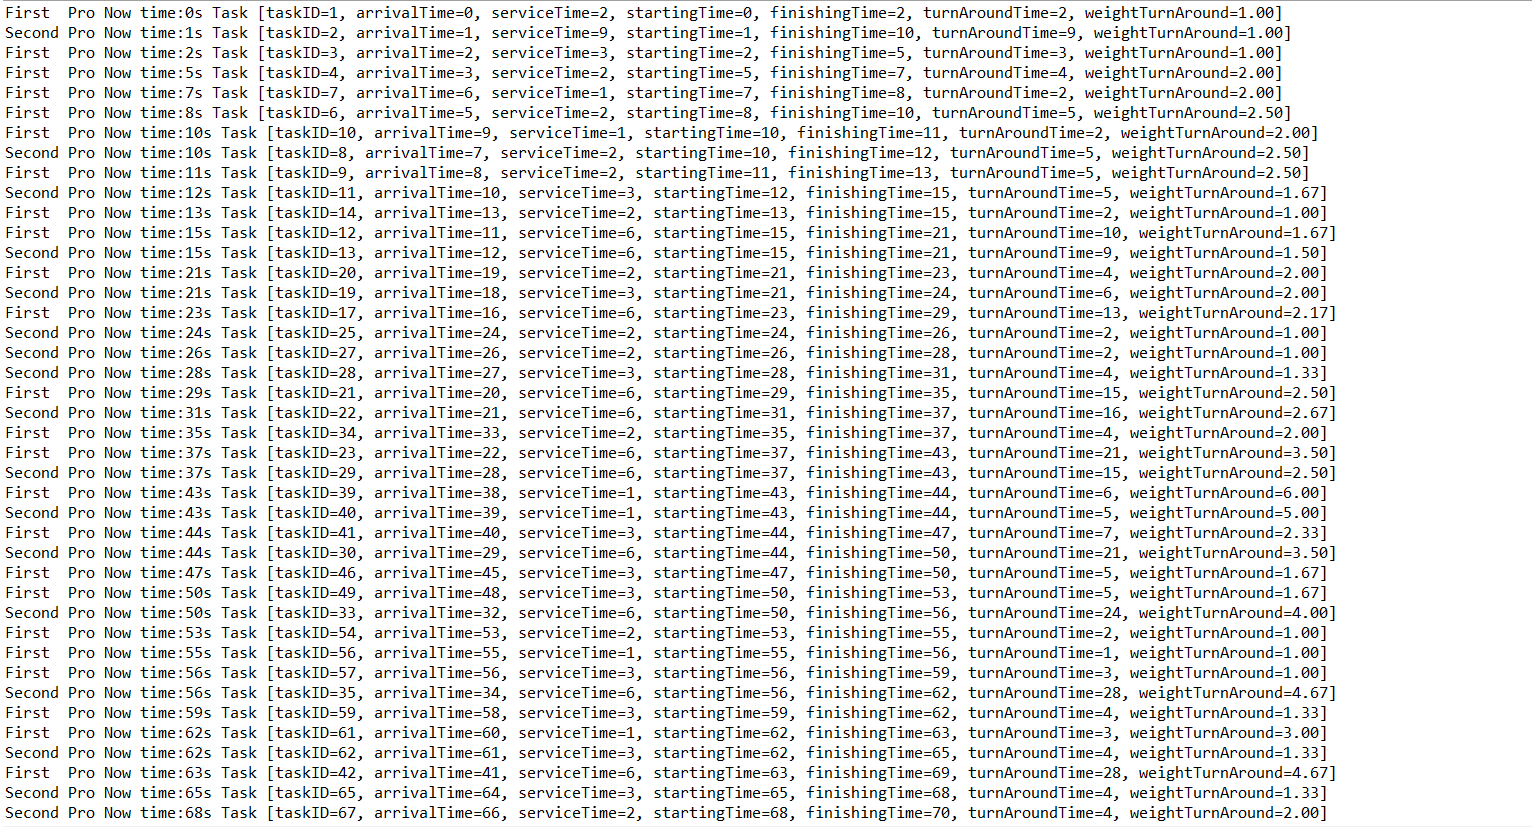 First  Pro Now time:0s Task [taskID=1, arrivalTime=0, serviceTime=2, startingTime=0, finishingTime=2, turnAroundTime=2, weightTurnAround=1.00]
Second Pro Now time:1s Task [taskID=2, arrivalTime=1, serviceTime=9, startingTime=1, finishingTime=10, turnAroundTime=9, weightTurnAround=1.00]
First  Pro Now time:2s Task [taskID=3, arrivalTime=2, serviceTime=3, startingTime=2, finishingTime=5, turnAroundTime=3, weightTurnAround=1.00]
First  Pro Now time:5s Task [taskID=4, arrivalTime=3, serviceTime=2, startingTime=5, finishingTime=7, turnAroundTime=4, weightTurnAround=2.00]
First  Pro Now time:7s Task [taskID=7, arrivalTime=6, serviceTime=1, startingTime=7, finishingTime=8, turnAroundTime=2, weightTurnAround=2.00]
First  Pro Now time:8s Task [taskID=6, arrivalTime=5, serviceTime=2, startingTime=8, finishingTime=10, turnAroundTime=5, weightTurnAround=2.50]
First  Pro Now time:10s Task [taskID=10, arrivalTime=9, serviceTime=1, startingTime=10, finishingTime=11, turnAroundTime=2, weightTurnAround=2.00]
Second Pro Now time:10s Task [taskID=8, arrivalTime=7, serviceTime=2, startingTime=10, finishingTime=12, turnAroundTime=5, weightTurnAround=2.50]
First  Pro Now time:11s Task [taskID=9, arrivalTime=8, serviceTime=2, startingTime=11, finishingTime=13, turnAroundTime=5, weightTurnAround=2.50]
Second Pro Now time:12s Task [taskID=11, arrivalTime=10, serviceTime=3, startingTime=12, finishingTime=15, turnAroundTime=5, weightTurnAround=1.67]
First  Pro Now time:13s Task [taskID=14, arrivalTime=13, serviceTime=2, startingTime=13, finishingTime=15, turnAroundTime=2, weightTurnAround=1.00]
First  Pro Now time:15s Task [taskID=12, arrivalTime=11, serviceTime=6, startingTime=15, finishingTime=21, turnAroundTime=10, weightTurnAround=1.67]
Second Pro Now time:15s Task [taskID=13, arrivalTime=12, serviceTime=6, startingTime=15, finishingTime=21, turnAroundTime=9, weightTurnAround=1.50]
First  Pro Now time:21s Task [taskID=20, arrivalTime=19, serviceTime=2, startingTime=21, finishingTime=23, turnAroundTime=4, weightTurnAround=2.00]
Second Pro Now time:21s Task [taskID=19, arrivalTime=18, serviceTime=3, startingTime=21, finishingTime=24, turnAroundTime=6, weightTurnAround=2.00]
First  Pro Now time:23s Task [taskID=17, arrivalTime=16, serviceTime=6, startingTime=23, finishingTime=29, turnAroundTime=13, weightTurnAround=2.17]
Second Pro Now time:24s Task [taskID=25, arrivalTime=24, serviceTime=2, startingTime=24, finishingTime=26, turnAroundTime=2, weightTurnAround=1.00]
Second Pro Now time:26s Task [taskID=27, arrivalTime=26, serviceTime=2, startingTime=26, finishingTime=28, turnAroundTime=2, weightTurnAround=1.00]
Second Pro Now time:28s Task [taskID=28, arrivalTime=27, serviceTime=3, startingTime=28, finishingTime=31, turnAroundTime=4, weightTurnAround=1.33]
First  Pro Now time:29s Task [taskID=21, arrivalTime=20, serviceTime=6, startingTime=29, finishingTime=35, turnAroundTime=15, weightTurnAround=2.50]
Second Pro Now time:31s Task [taskID=22, arrivalTime=21, serviceTime=6, startingTime=31, finishingTime=37, turnAroundTime=16, weightTurnAround=2.67]
First  Pro Now time:35s Task [taskID=34, arrivalTime=33, serviceTime=2, startingTime=35, finishingTime=37, turnAroundTime=4, weightTurnAround=2.00]
First  Pro Now time:37s Task [taskID=23, arrivalTime=22, serviceTime=6, startingTime=37, finishingTime=43, turnAroundTime=21, weightTurnAround=3.50]
Second Pro Now time:37s Task [taskID=29, arrivalTime=28, serviceTime=6, startingTime=37, finishingTime=43, turnAroundTime=15, weightTurnAround=2.50]
First  Pro Now time:43s Task [taskID=39, arrivalTime=38, serviceTime=1, startingTime=43, finishingTime=44, turnAroundTime=6, weightTurnAround=6.00]
Second Pro Now time:43s Task [taskID=40, arrivalTime=39, serviceTime=1, startingTime=43, finishingTime=44, turnAroundTime=5, weightTurnAround=5.00]
First  Pro Now time:44s Task [taskID=41, arrivalTime=40, serviceTime=3, startingTime=44, finishingTime=47, turnAroundTime=7, weightTurnAround=2.33]
Second Pro Now time:44s Task [taskID=30, arrivalTime=29, serviceTime=6, startingTime=44, finishingTime=50, turnAroundTime=21, weightTurnAround=3.50]
First  Pro Now time:47s Task [taskID=46, arrivalTime=45, serviceTime=3, startingTime=47, finishingTime=50, turnAroundTime=5, weightTurnAround=1.67]
First  Pro Now time:50s Task [taskID=49, arrivalTime=48, serviceTime=3, startingTime=50, finishingTime=53, turnAroundTime=5, weightTurnAround=1.67]
Second Pro Now time:50s Task [taskID=33, arrivalTime=32, serviceTime=6, startingTime=50, finishingTime=56, turnAroundTime=24, weightTurnAround=4.00]
First  Pro Now time:53s Task [taskID=54, arrivalTime=53, serviceTime=2, startingTime=53, finishingTime=55, turnAroundTime=2, weightTurnAround=1.00]
First  Pro Now time:55s Task [taskID=56, arrivalTime=55, serviceTime=1, startingTime=55, finishingTime=56, turnAroundTime=1, weightTurnAround=1.00]
First  Pro Now time:56s Task [taskID=57, arrivalTime=56, serviceTime=3, startingTime=56, finishingTime=59, turnAroundTime=3, weightTurnAround=1.00]
Second Pro Now time:56s Task [taskID=35, arrivalTime=34, serviceTime=6, startingTime=56, finishingTime=62, turnAroundTime=28, weightTurnAround=4.67]
First  Pro Now time:59s Task [taskID=59, arrivalTime=58, serviceTime=3, startingTime=59, finishingTime=62, turnAroundTime=4, weightTurnAround=1.33]
First  Pro Now time:62s Task [taskID=61, arrivalTime=60, serviceTime=1, startingTime=62, finishingTime=63, turnAroundTime=3, weightTurnAround=3.00]
Second Pro Now time:62s Task [taskID=62, arrivalTime=61, serviceTime=3, startingTime=62, finishingTime=65, turnAroundTime=4, weightTurnAround=1.33]
First  Pro Now time:63s Task [taskID=42, arrivalTime=41, serviceTime=6, startingTime=63, finishingTime=69, turnAroundTime=28, weightTurnAround=4.67]
Second Pro Now time:65s Task [taskID=65, arrivalTime=64, serviceTime=3, startingTime=65, finishingTime=68, turnAroundTime=4, weightTurnAround=1.33]
Second Pro Now time:68s Task [taskID=67, arrivalTime=66, serviceTime=2, startingTime=68, finishingTime=70, turnAroundTime=4, weightTurnAround=2.00]